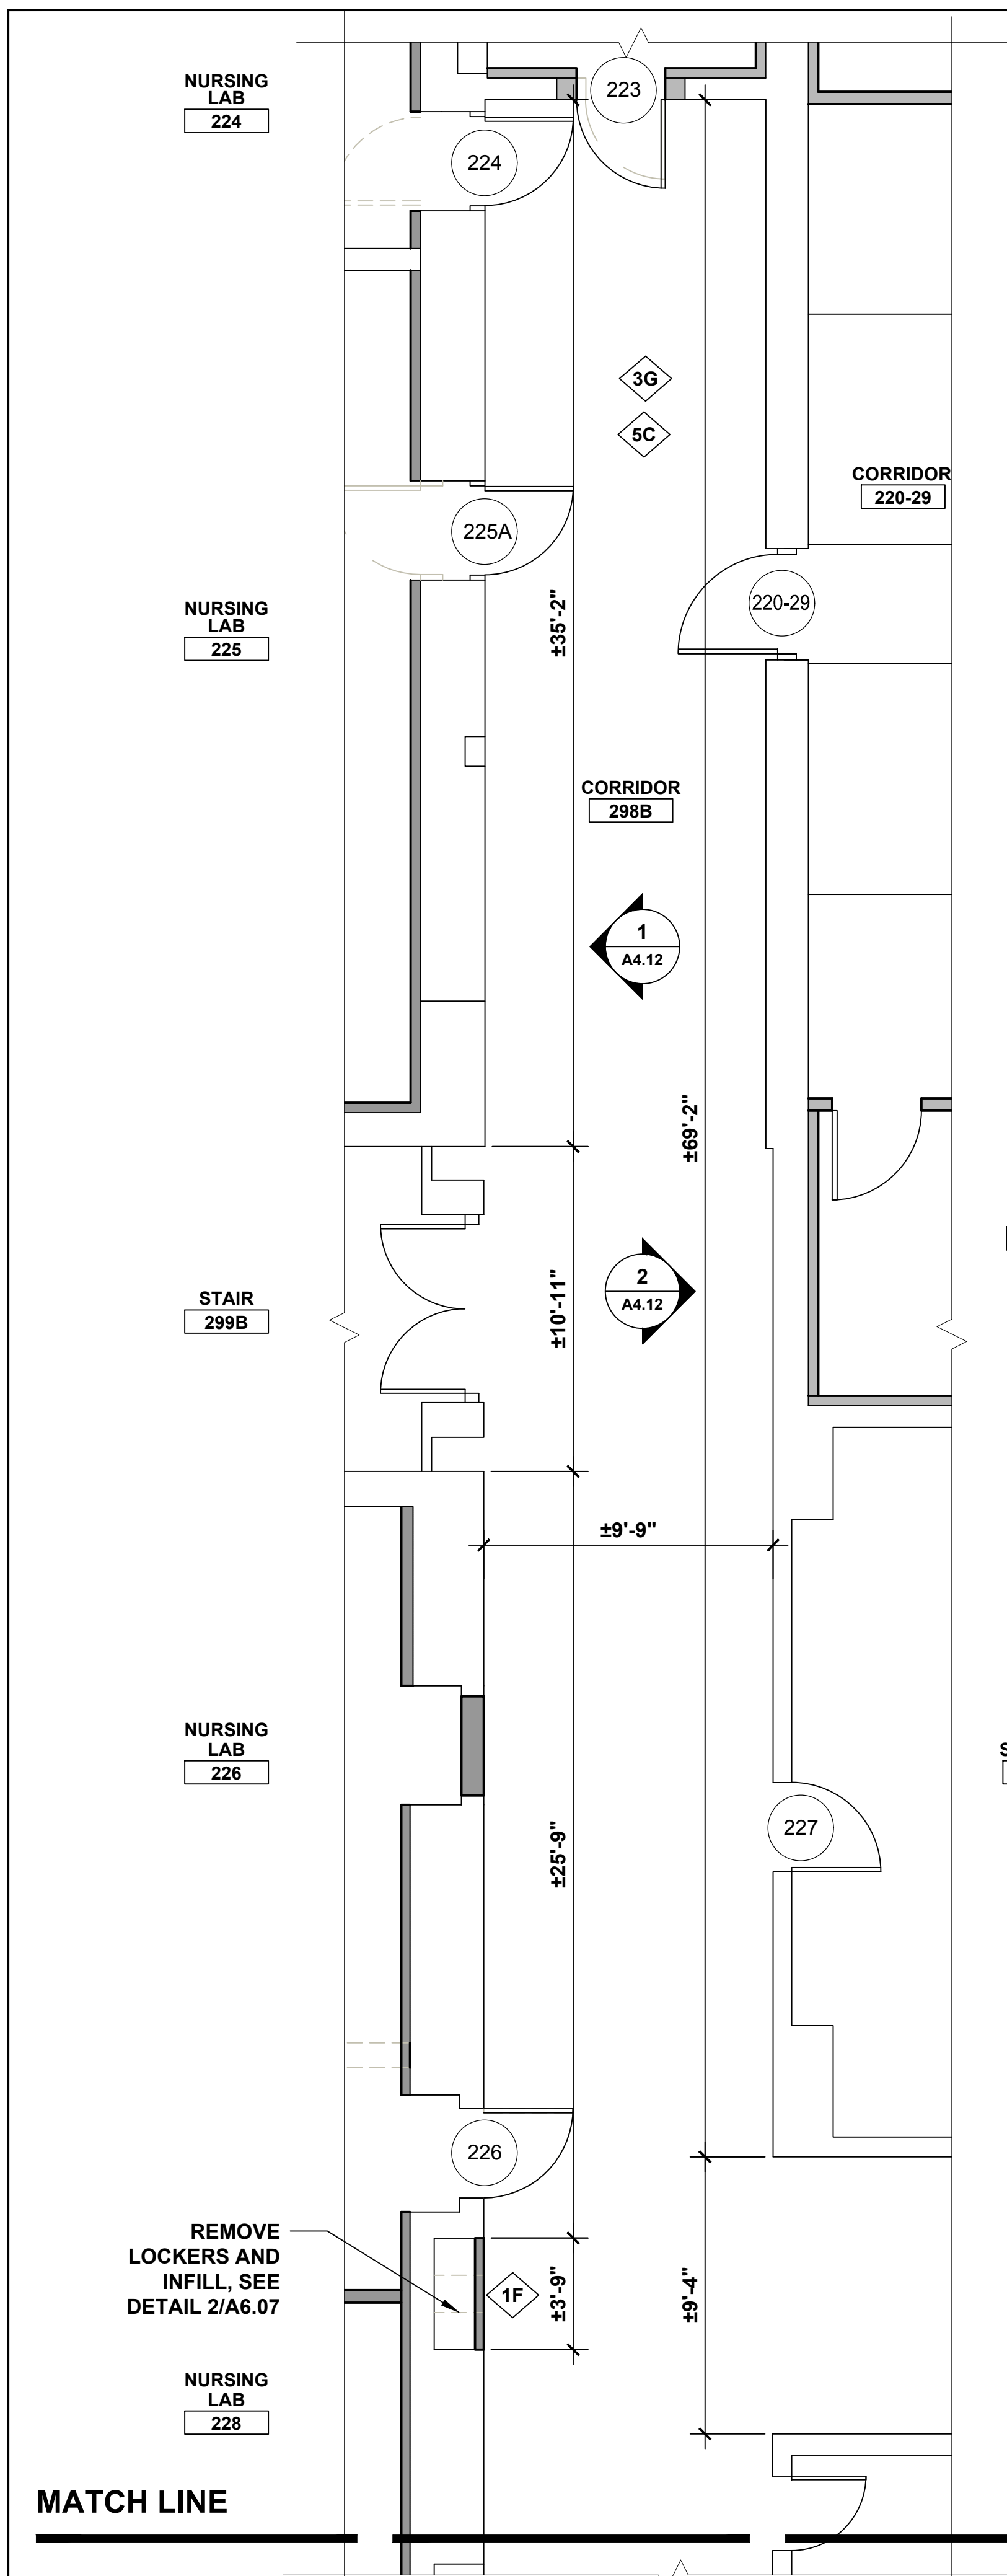 NURSING
LAB
224
223
224
3G
5C
CORRIDOR
220-29
225A
220-29
NURSING
LAB
225
±35'-2"
CORRIDOR
298B
1
A4.12
±69'-2"
2
A4.12
STAIR
299B
±10'-11"
±9'-9"
NURSING
LAB
226
227
±25'-9"
226
REMOVE
LOCKERS AND
INFILL, SEE
DETAIL 2/A6.07
1F
±3'-9"
±9'-4"
NURSING
LAB
228
MATCH LINE